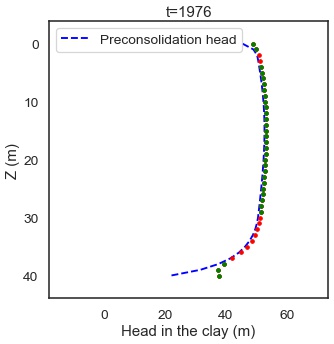 t=1976
Preconsolidation head
0
10
20
30
40
Z (m)
0 20 40 60
Head in the clay (m)